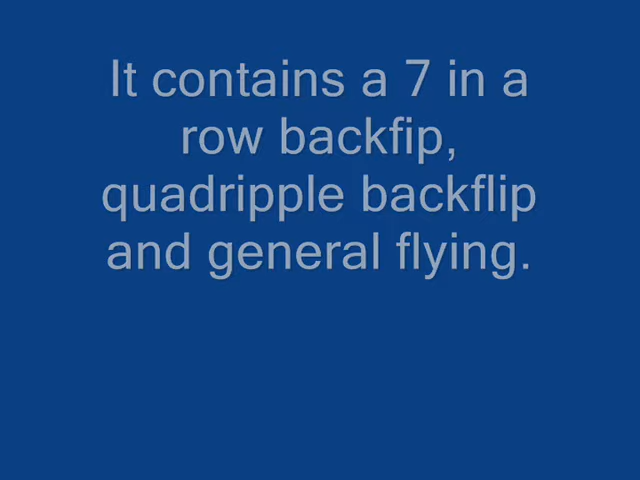 It contains a 7 in a
row backfip,
quadripple backflip
and general flying.